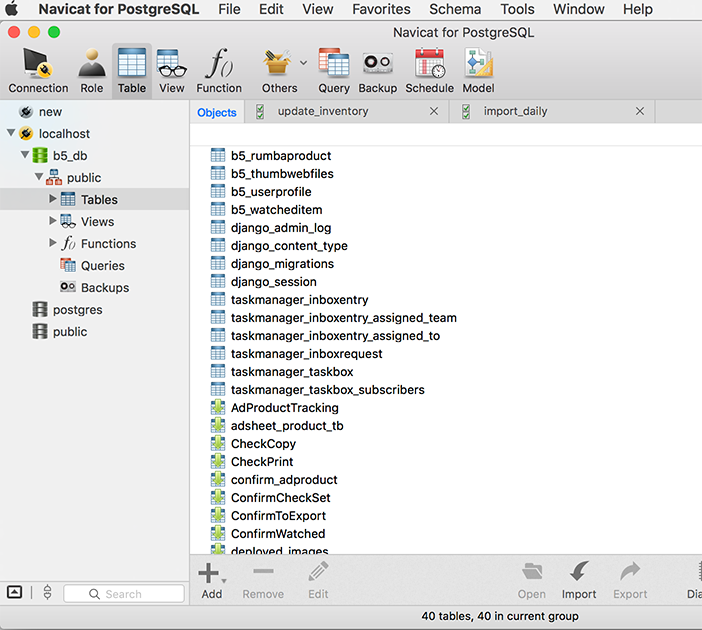 Navicat for PostgreSQL File Edit View Favorites Schema Tools Window Help
Navicat for PostgreSQL
Connection Role Table View Function Others Query Backup Schedule Model
Objects update_inventory import_daily
new
localhost
b5_db
public
Tables
Views
Functions
Queries
Backups
postgres
public
b5_rumbaproduct
b5_thumbwebfiles
b5_userprofile
b5_watcheditem
django_admin_log
django_content_type
django_migrations
django_session
taskmanager_inboxentry
taskmanager_inboxentry_assigned_team
taskmanager_inboxentry_assigned_to
taskmanager_inboxrequest
taskmanager_taskbox
taskmanager_taskbox_subscribers
AdProductTracking
adsheet_product_tb
CheckCopy
CheckPrint
confirm_adproduct
ConfirmCheckSet
ConfirmToExport
ConfirmWatched
deployed_images
Search
Add Remove Edit Open Import Export Dia
40 tables, 40 in current group